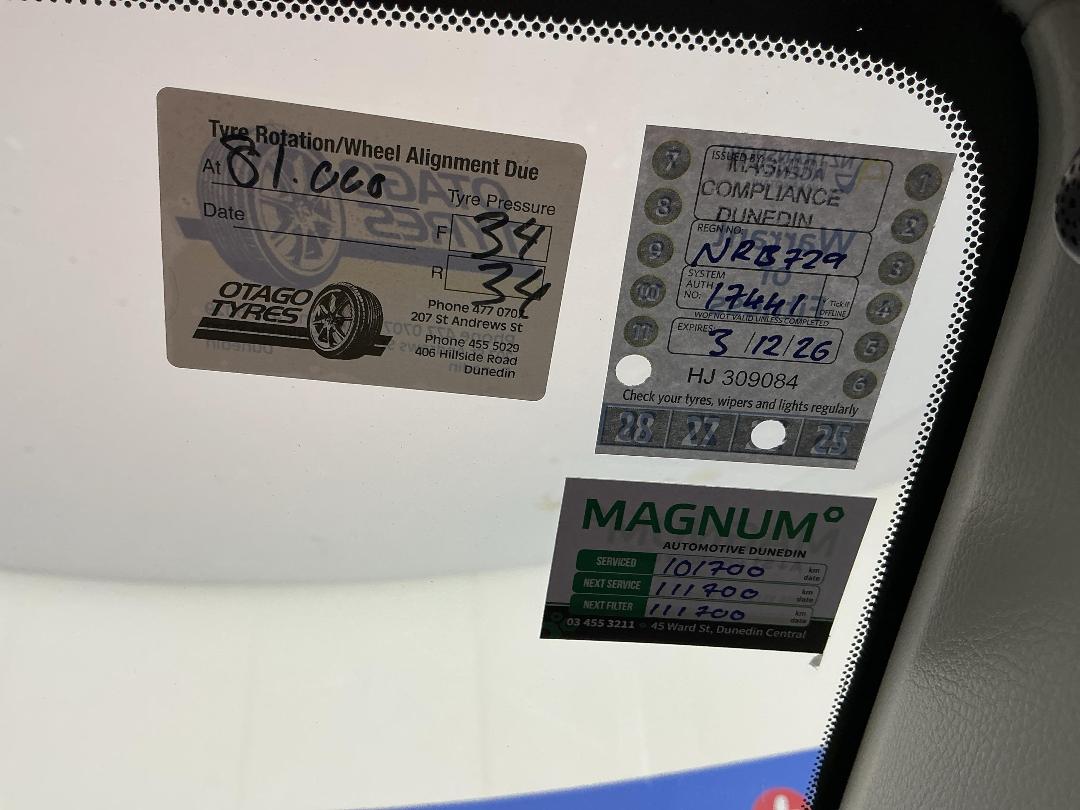 Tyre Rotation/Wheel Alignment Due
At 81.000
Tyre Pressure
Date
F 34
R 34
OTAGO
TYRES
Phone 477 070
207 St Andrews St
Phone 455 5029
406 Hillside Road
Dunedin
7
8
9
10
11
1
2
3
4
5
6
ISSUED BY:
COMPLIANCE
DUNEDIN
REGN NO:
NRB729
SYSTEM
AUTH
NO: 17441
Tick if
OFFLINE
WOF NOT VALID UNLESS COMPLETED
EXPIRES:
3/12/26
HJ 309084
Check your tyres, wipers and lights regularly
28 27 25
MAGNUM
AUTOMOTIVE DUNEDIN
SERVICED 101700 km date
NEXT SERVICE 111700 km date
NEXT FILTER 111700 km date
03 455 3211 45 Ward St, Dunedin Central